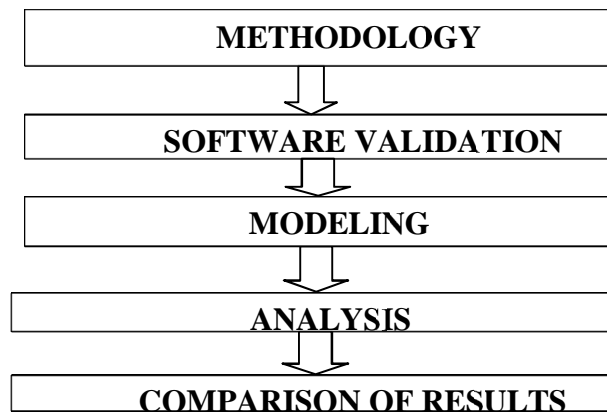 METHODOLOGY
SOFTWARE VALIDATION
MODELING
ANALYSIS
COMPARISON OF RESULTS